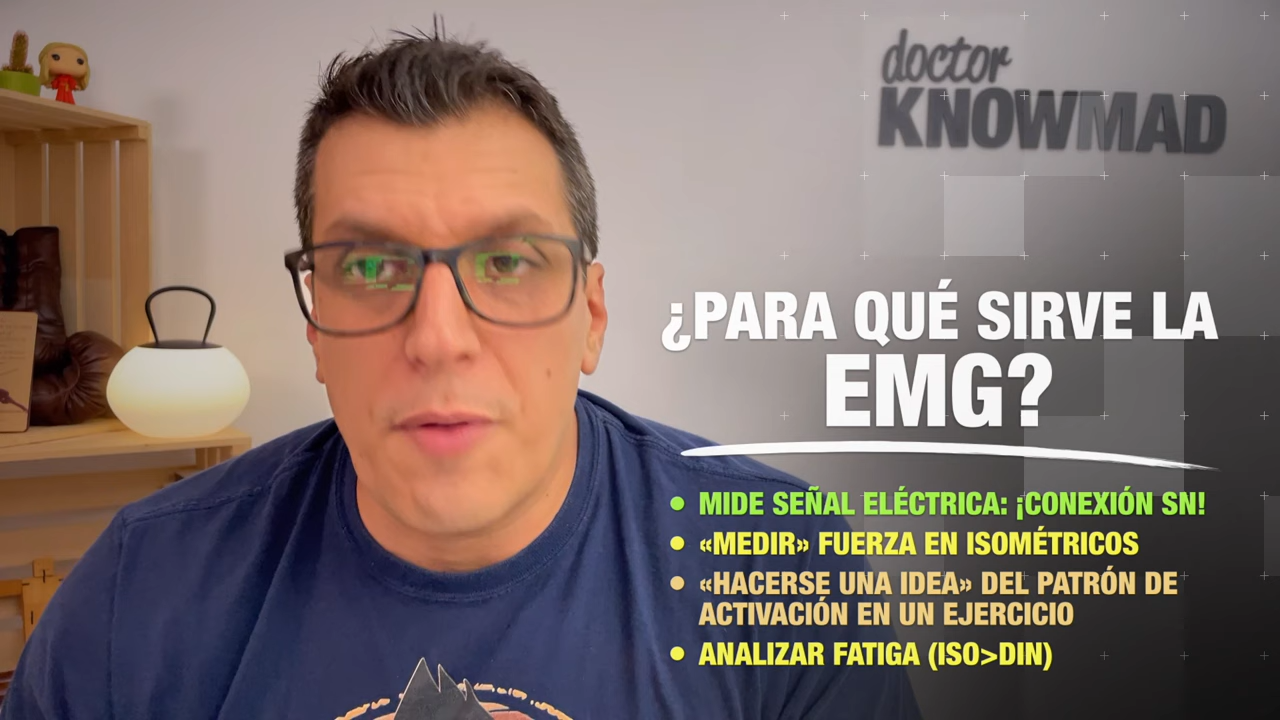 doctor
KNOWMAD
¿PARA QUÉ SIRVE LA
EMG?
• MIDE SEÑAL ELÉCTRICA: ¡CONEXIÓN SN!
• «MEDIR» FUERZA EN ISOMÉTRICOS
• «HACERSE UNA IDEA» DEL PATRÓN DE
ACTIVACIÓN EN UN EJERCICIO
• ANALIZAR FATIGA (ISO>DIN)